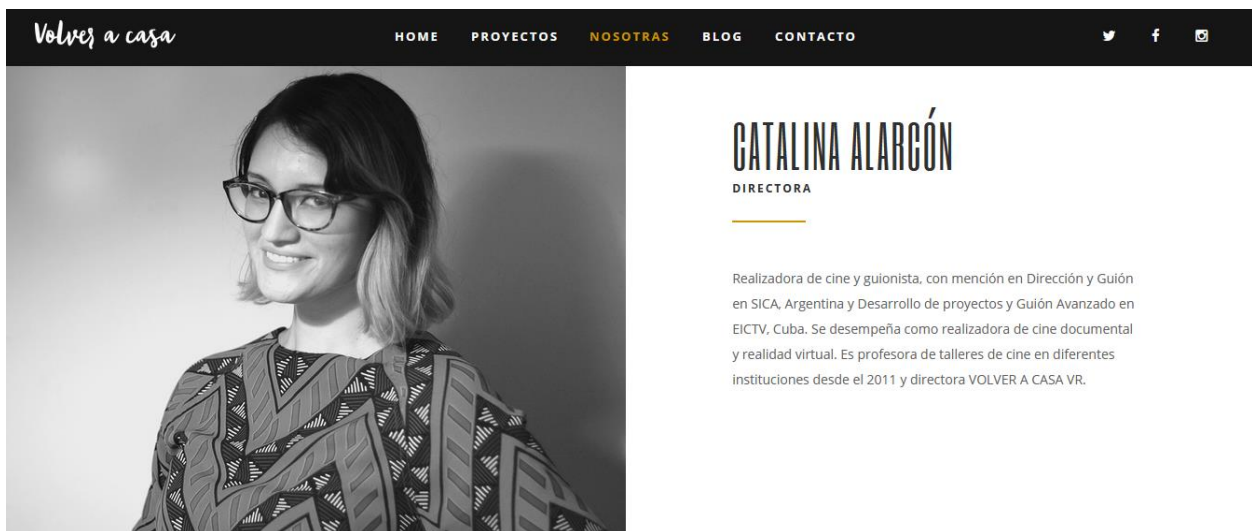 Volver a casa
HOME PROYECTOS NOSOTRAS BLOG CONTACTO
CATALINA ALARCÓN
DIRECTORA
Realizadora de cine y guionista, con mención en Dirección y Guión
en SICA, Argentina y Desarrollo de proyectos y Guión Avanzado en
EICTV, Cuba. Se desempeña como realizadora de cine documental
y realidad virtual. Es profesora de talleres de cine en diferentes
instituciones desde el 2011 y directora VOLVER A CASA VR.